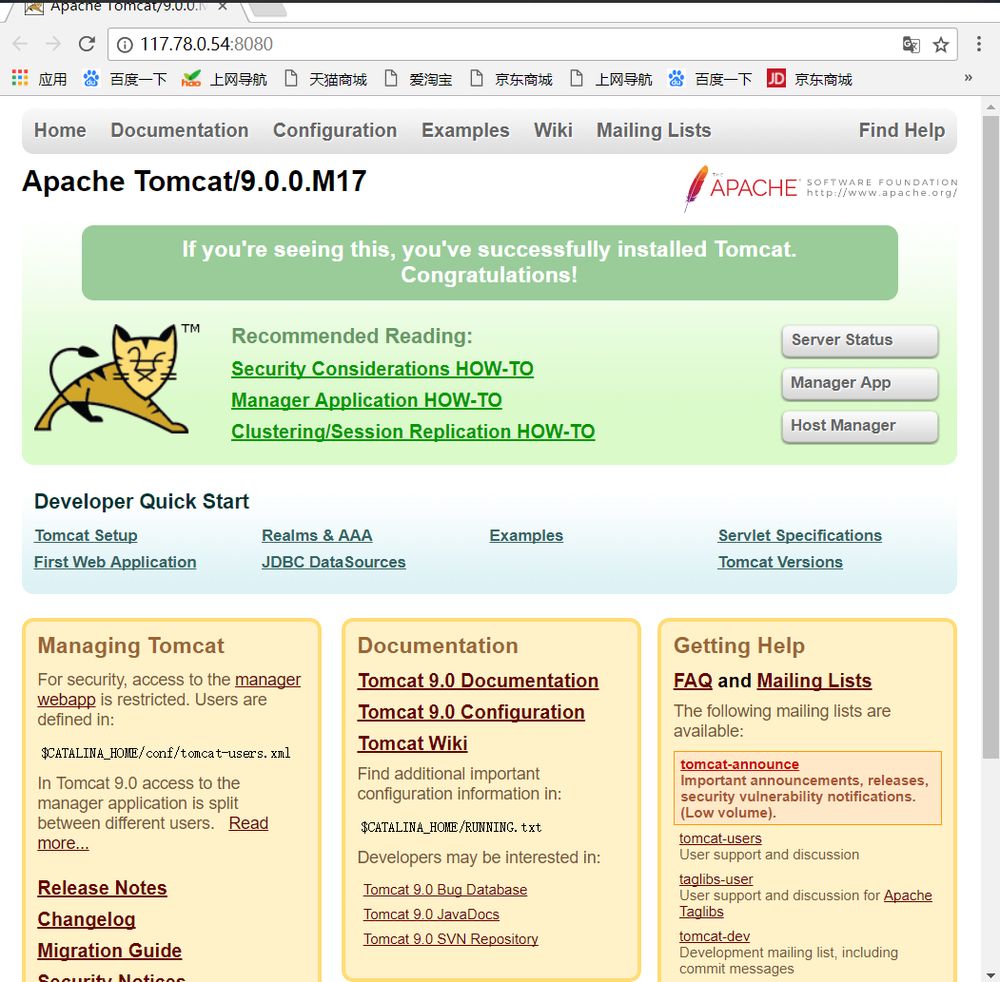 Apache Tomcat/9.0.0.M
117.78.0.54:8080
应用 百度一下 上网导航 天猫商城 爱淘宝 京东商城 上网导航 百度一下 JD 京东商城 »
Home Documentation Configuration Examples Wiki Mailing Lists Find Help
Apache Tomcat/9.0.0.M17
THE APACHE® SOFTWARE FOUNDATION
http://www.apache.org/
If you're seeing this, you've successfully installed Tomcat.
Congratulations!
TM
Recommended Reading:
Security Considerations HOW-TO
Manager Application HOW-TO
Clustering/Session Replication HOW-TO
Server Status
Manager App
Host Manager
Developer Quick Start
Tomcat Setup
First Web Application
Realms & AAA
JDBC DataSources
Examples
Servlet Specifications
Tomcat Versions
Managing Tomcat
For security, access to the manager
webapp is restricted. Users are
defined in:
$CATALINA_HOME/conf/tomcat-users.xml
In Tomcat 9.0 access to the
manager application is split
between different users. Read
more...
Release Notes
Changelog
Migration Guide
Security Notices
Documentation
Tomcat 9.0 Documentation
Tomcat 9.0 Configuration
Tomcat Wiki
Find additional important
configuration information in:
$CATALINA_HOME/RUNNING.txt
Developers may be interested in:
Tomcat 9.0 Bug Database
Tomcat 9.0 JavaDocs
Tomcat 9.0 SVN Repository
Getting Help
FAQ and Mailing Lists
The following mailing lists are
available:
tomcat-announce
Important announcements, releases,
security vulnerability notifications.
(Low volume).
tomcat-users
User support and discussion
taglibs-user
User support and discussion for Apache
Taglibs
tomcat-dev
Development mailing list, including
commit messages